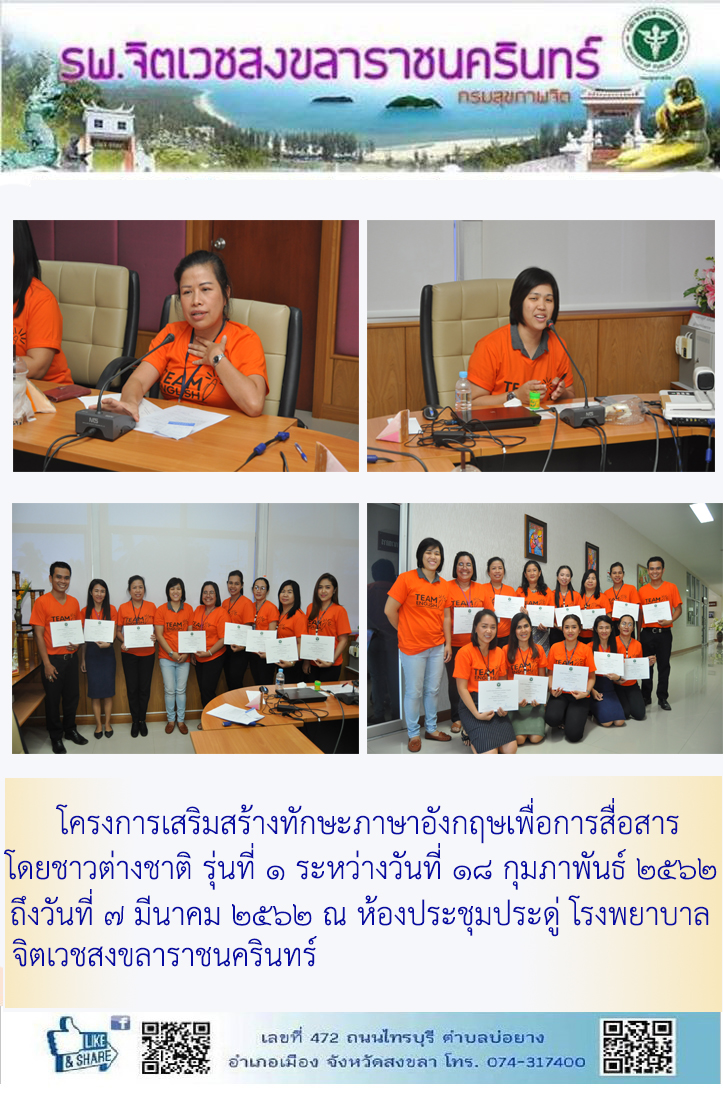 รพ.จิตเวชสงขลาราชนครินทร์
กรมสุขภาพจิต
TEAM
ENGLISH
TEAM
TEAM
ENGLISH
โครงการเสริมสร้างทักษะภาษาอังกฤษเพื่อการสื่อสาร
โดยชาวต่างชาติ รุ่นที่ ๑ ระหว่างวันที่ ๑๘ กุมภาพันธ์ ๒๕๖๒
ถึงวันที่ ๗ มีนาคม ๒๕๖๒ ณ ห้องประชุมประดู่ โรงพยาบาล
จิตเวชสงขลาราชนครินทร์
LIKE
& SHARE
f
เลขที่ 472 ถนนไทรบุรี ตำบลบ่อยาง
อำเภอเมือง จังหวัดสงขลา โทร. 074-317400